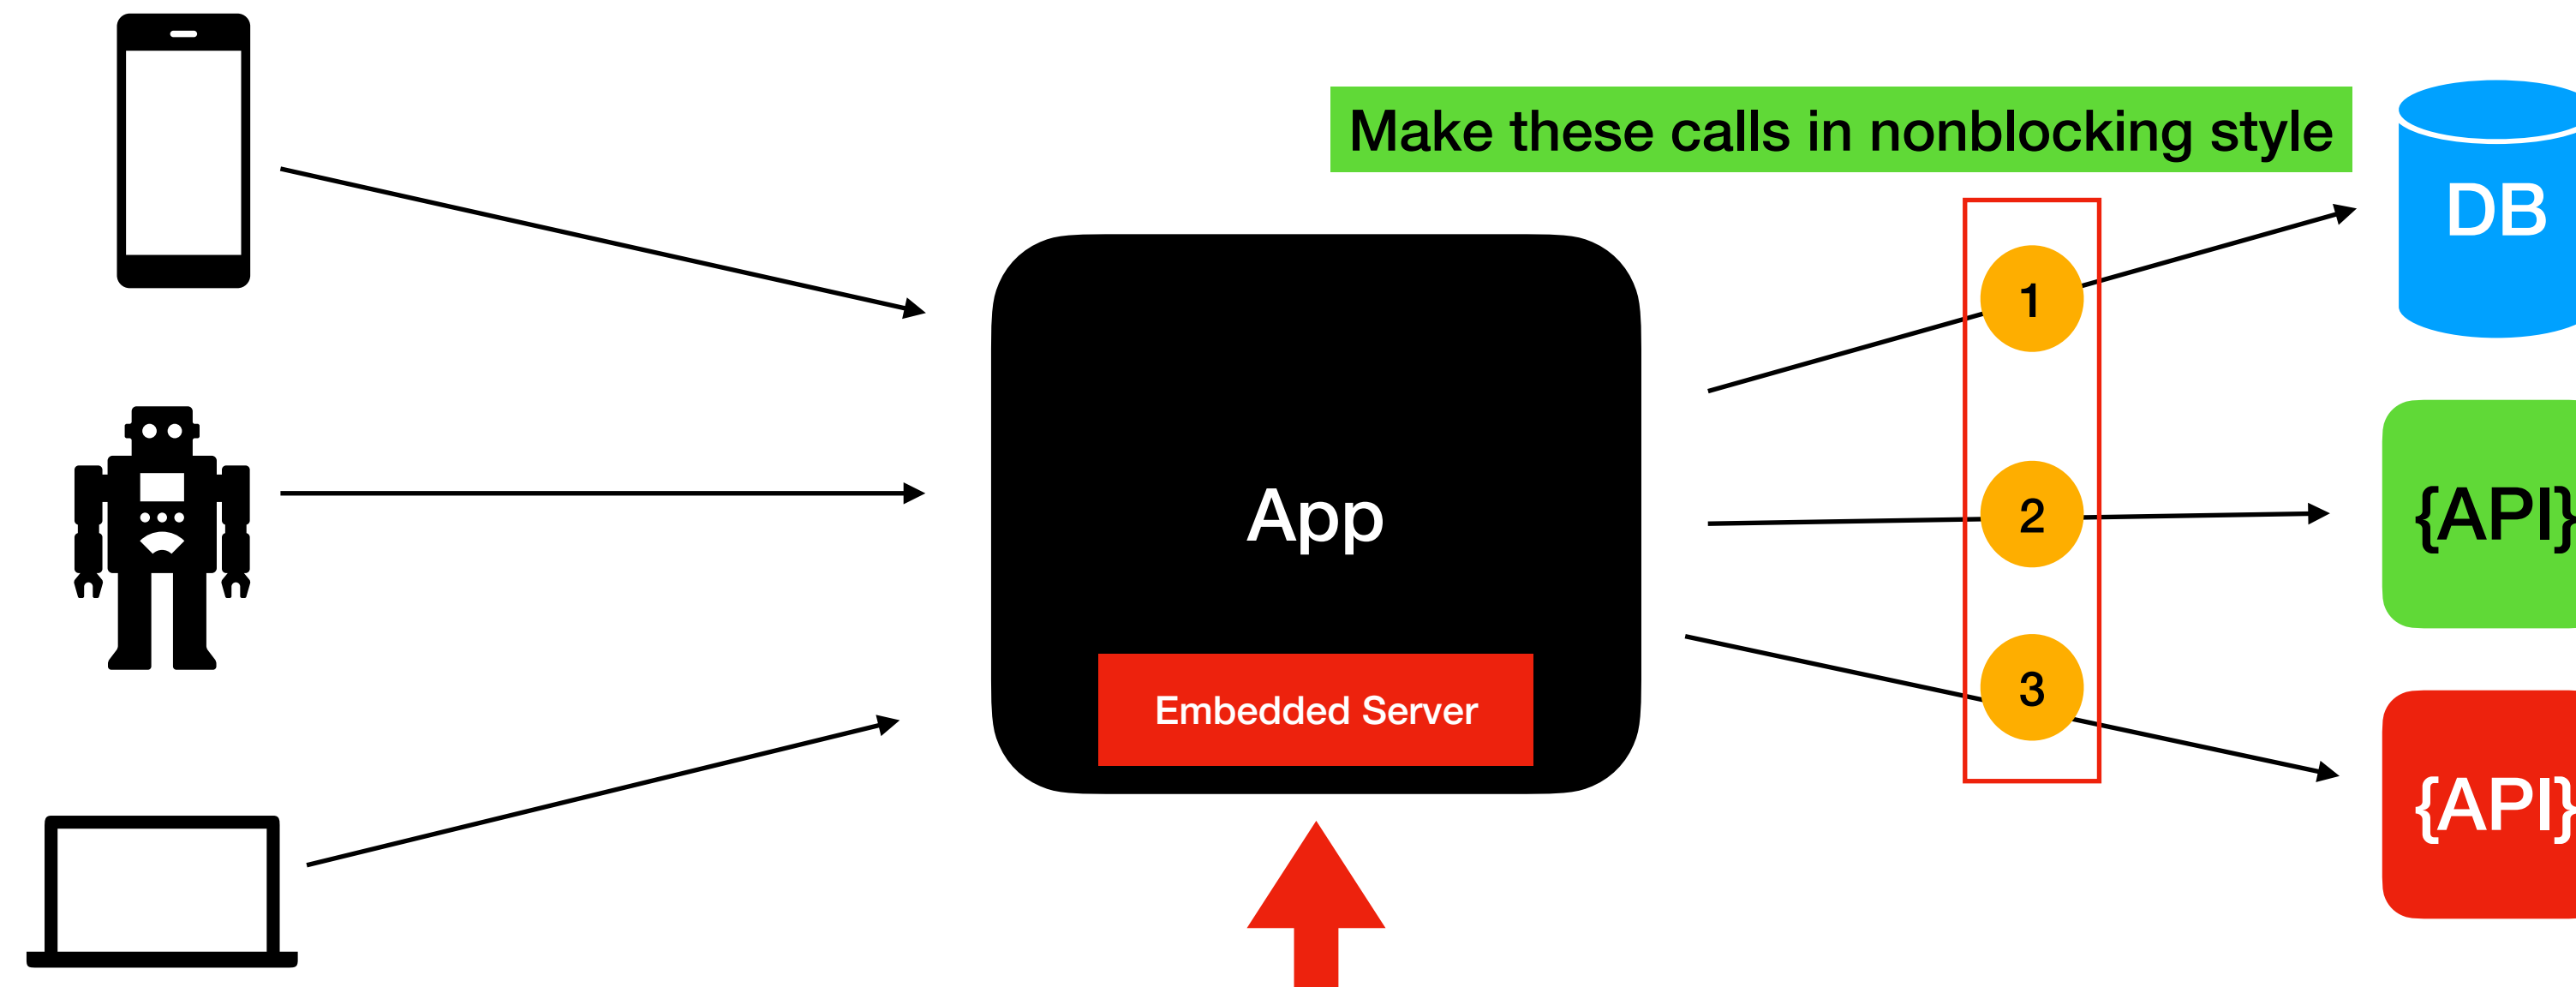 Make these calls in nonblocking style
DB
1
App
2
{API}
3
Embedded Server
{API}